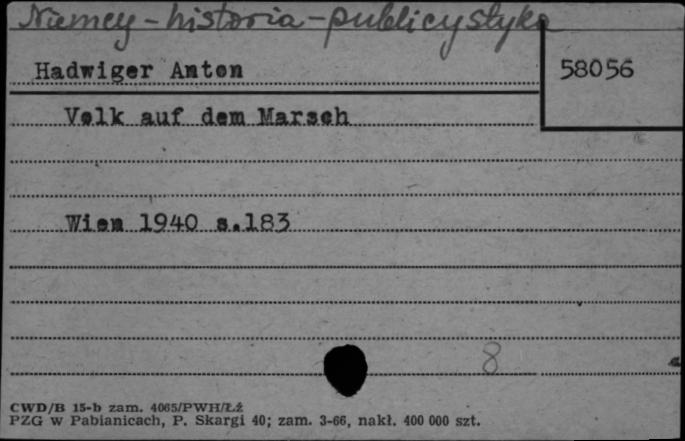 Niemcy - historia - publicystyka
Hadwiger Anton
58056
Volk auf dem Marsch
Wien 1940 s.183
8
CWD/B 15-b zam. 4065/PWH/Łż
PZG w Pabianicach, P. Skargi 40; zam. 3-66, nakł. 400 000 szt.